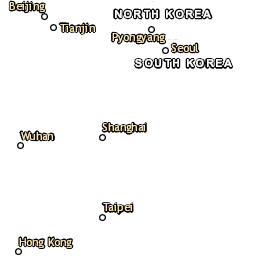 Beijing
NORTH KOREA
Tianjin
Pyongyang
Seoul
SOUTH KOREA
Shanghai
Wuhan
Taipei
Hong Kong